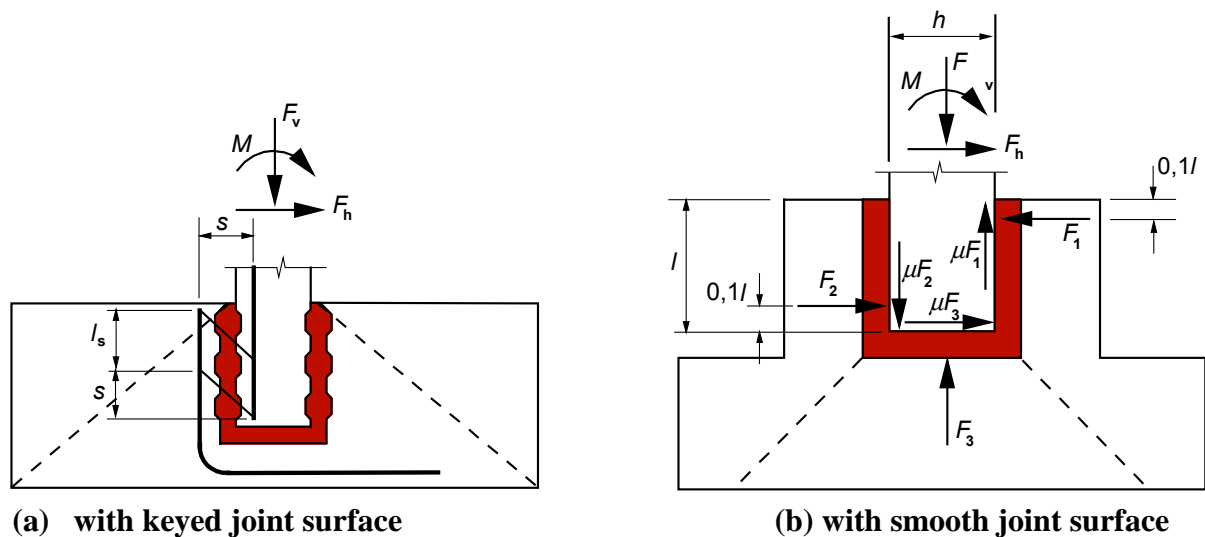 F_v
M
F_h
s
l_s
s
(a) with keyed joint surface
h
F
M
v
F_h
0,1l
F_1
μF_1
l
μF_2
F_2
0,1l
μF_3
F_3
(b) with smooth joint surface